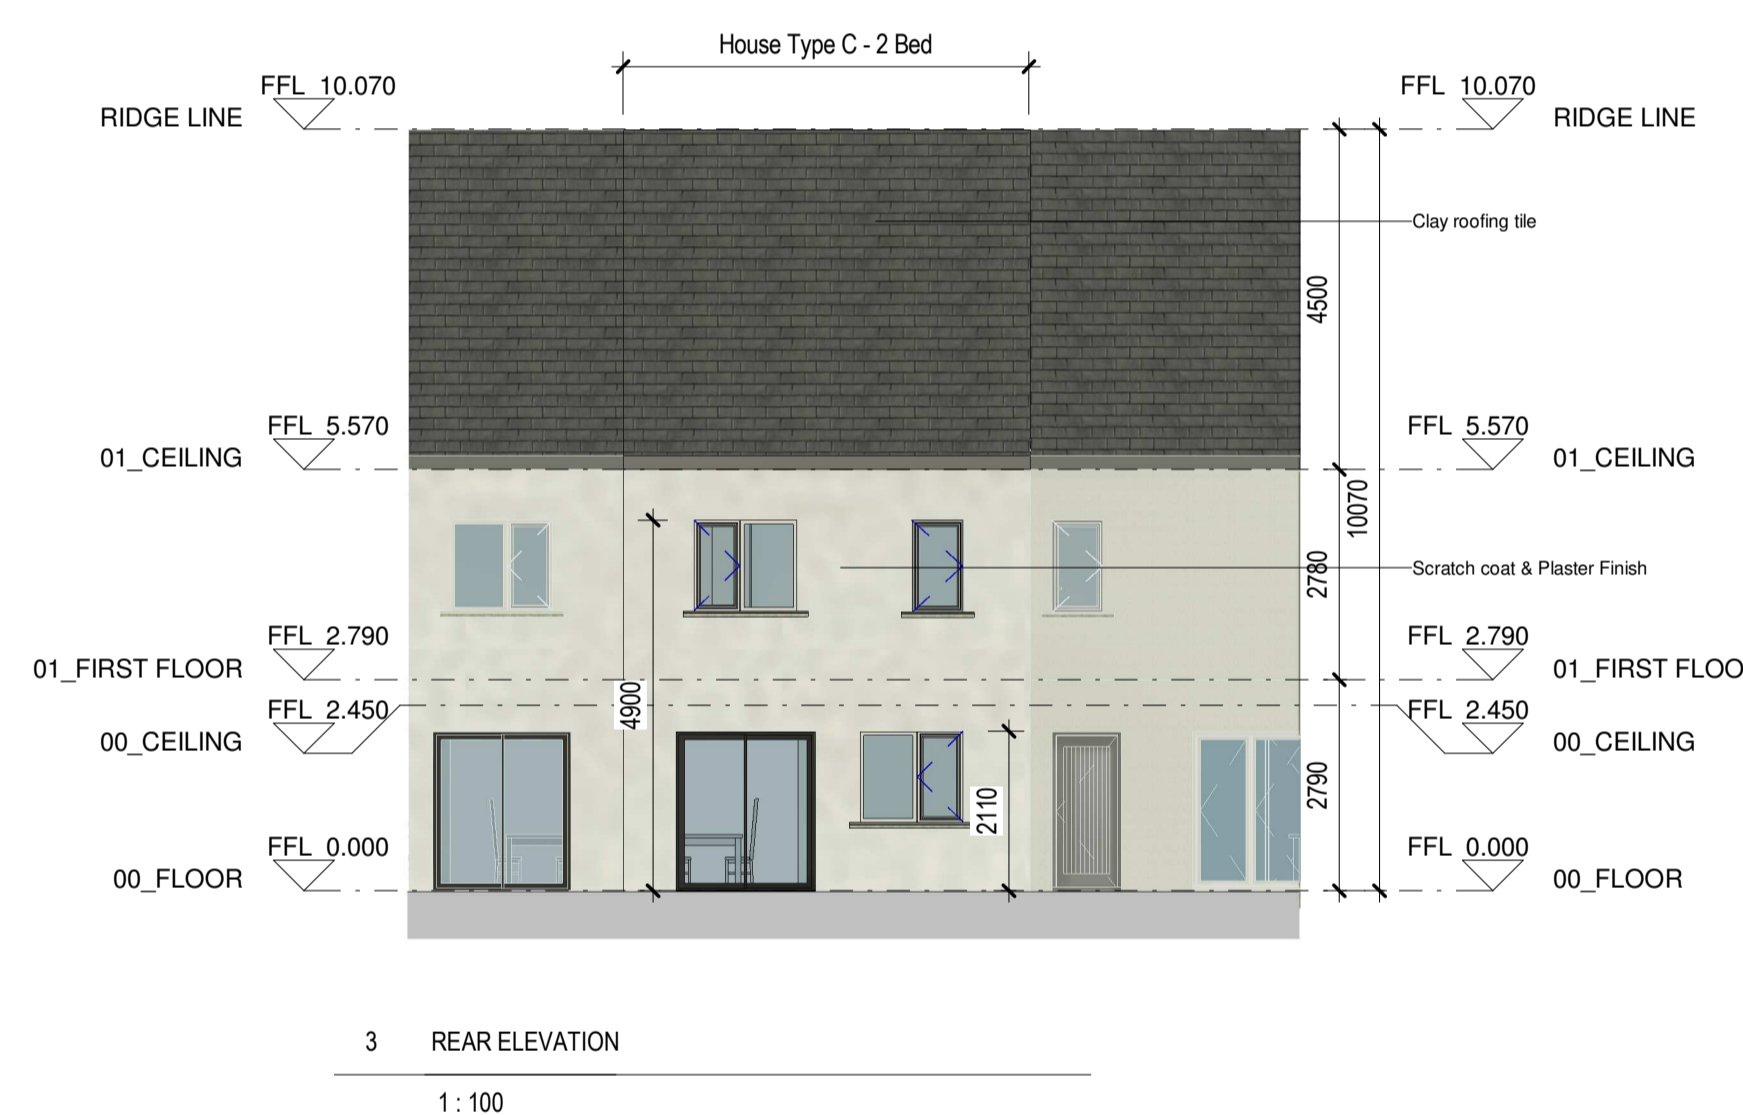 House Type C - 2 Bed
FFL 10.070
RIDGE LINE
FFL 10.070
RIDGE LINE
Clay roofing tile
4500
FFL 5.570
01_CEILING
FFL 5.570
01_CEILING
10070
2780
Scratch coat & Plaster Finish
FFL 2.790
01_FIRST FLOOR
FFL 2.790
01_FIRST FLOO
4900
FFL 2.450
00_CEILING
FFL 2.450
00_CEILING
2110
2790
FFL 0.000
00_FLOOR
FFL 0.000
00_FLOOR
3 REAR ELEVATION
1 : 100